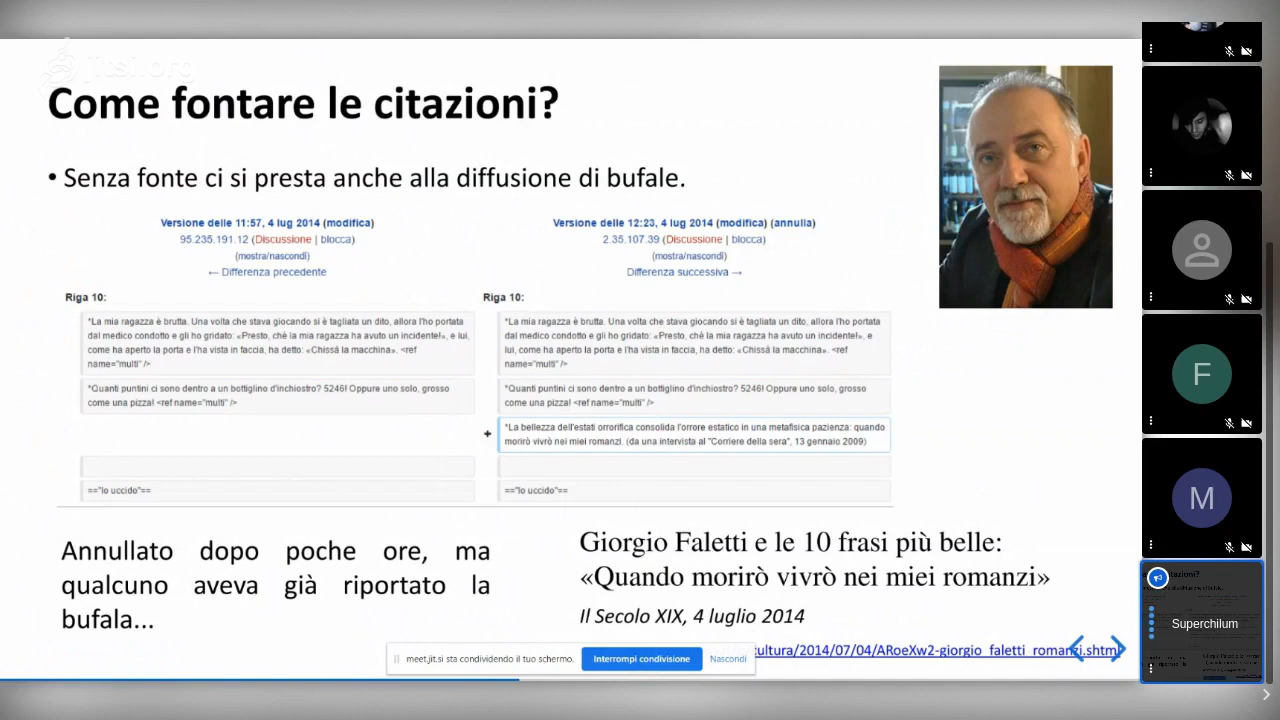 jitsi.org
Come fontare le citazioni?
• Senza fonte ci si presta anche alla diffusione di bufale.
Versione delle 11:57, 4 lug 2014 (modifica)
95.235.191.12 (Discussione | blocca)
(mostra/nascondi)
← Differenza precedente
Versione delle 12:23, 4 lug 2014 (modifica) (annulla)
2.35.107.39 (Discussione | blocca)
(mostra/nascondi)
Differenza successiva →
Riga 10:
*La mia ragazza è brutta. Una volta che stava giocando si è tagliata un dito, allora l'ho portata
dal medico condotto e gli ho gridato: «Presto, chè la mia ragazza ha avuto un incidente!», e lui,
come ha aperto la porta e l'ha vista in faccia, ha detto: «Chissà la macchina». <ref
name="multi" />
*Quanti puntini ci sono dentro a un bottiglino d'inchiostro? 5246! Oppure uno solo, grosso
come una pizza! <ref name="multi" />
=="Io uccido"==
Riga 10:
*La mia ragazza è brutta. Una volta che stava giocando si è tagliata un dito, allora l'ho portata
dal medico condotto e gli ho gridato: «Presto, chè la mia ragazza ha avuto un incidente!», e
lui, come ha aperto la porta e l'ha vista in faccia, ha detto: «Chissà la macchina». <ref
name="multi" />
*Quanti puntini ci sono dentro a un bottiglino d'inchiostro? 5246! Oppure uno solo, grosso
come una pizza! <ref name="multi" />
+ *La bellezza dell'estati orrorifica consolida l'orrore estatico in una metafisica pazienza: quando
morirò vivrò nei miei romanzi. (da una intervista al "Corriere della sera", 13 gennaio 2009)
=="Io uccido"==
Annullato dopo poche ore, ma
qualcuno aveva già riportato la
bufala...
Giorgio Faletti e le 10 frasi più belle:
«Quando morirò vivrò nei miei romanzi»
Il Secolo XIX, 4 luglio 2014
cultura/2014/07/04/ARoeXw2-giorgio_faletti_romanzi.shtml
meet.jit.si sta condividendo il tuo schermo.
Interrompi condivisione
Nascondi
F
M
Superchilum